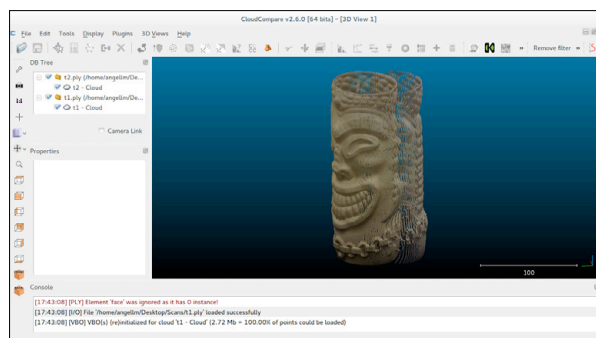 CloudCompare v2.6.0 [64 bits] - [3D View 1]
File Edit Tools Display Plugins 3D Views Help
Remove filter
DB Tree
t2.ply (/home/angellm/De...
t2 - Cloud
t1.ply (/home/angellm/De...
t1 - Cloud
Camera Link
Properties
100
Console
[17:43:08] [PLY] Element 'face' was ignored as it has 0 instance!
[17:43:08] [I/O] File '/home/angellm/Desktop/Scans/t1.ply' loaded successfully
[17:43:08] [VBO] VBO(s) (re)initialized for cloud 't1 - Cloud' (2.72 Mb = 100.00% of points could be loaded)